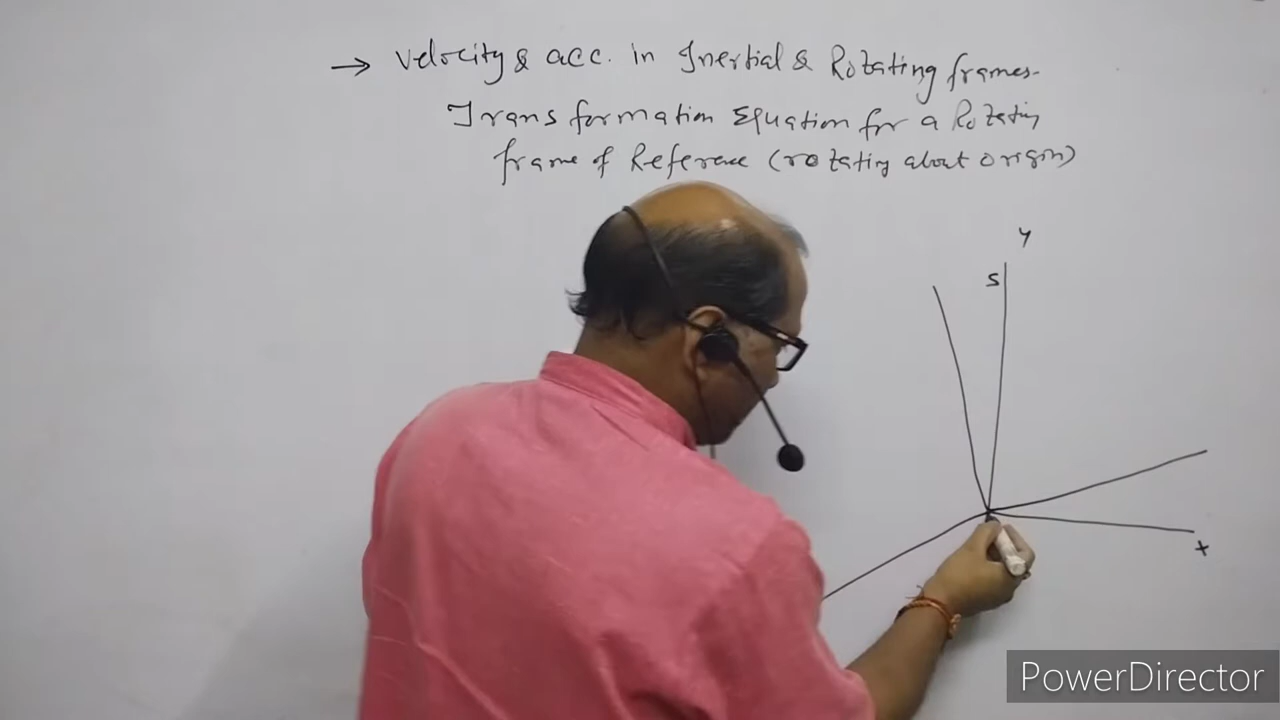 → Velocity & acc. in Inertial & Rotating frames-
Transformation Equation for a Rotating
frame of Reference (rotating about origin)
Y
S
X
PowerDirector